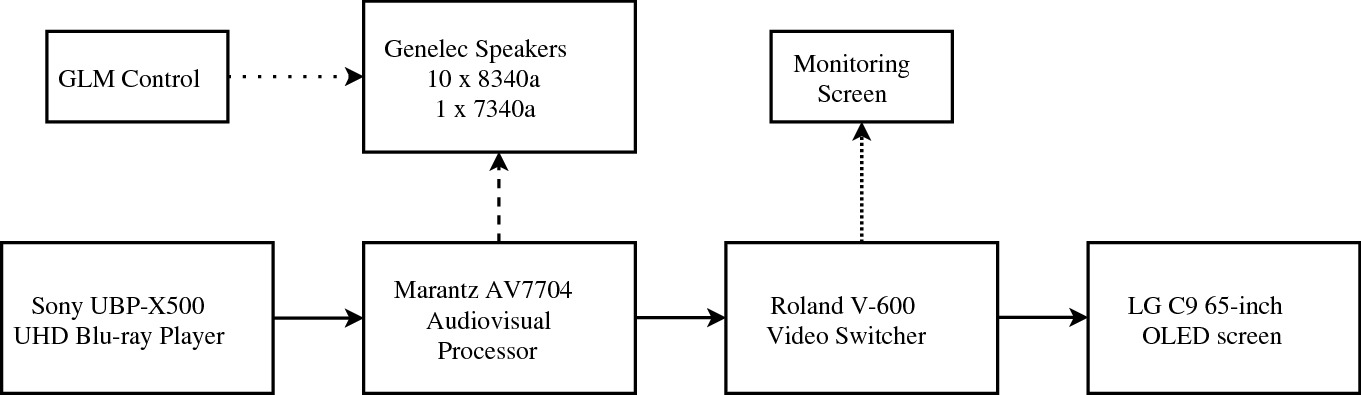 GLM Control
Genelec Speakers
10 x 8340a
1 x 7340a
Monitoring
Screen
Sony UBP-X500
UHD Blu-ray Player
Marantz AV7704
Audiovisual
Processor
Roland V-600
Video Switcher
LG C9 65-inch
OLED screen